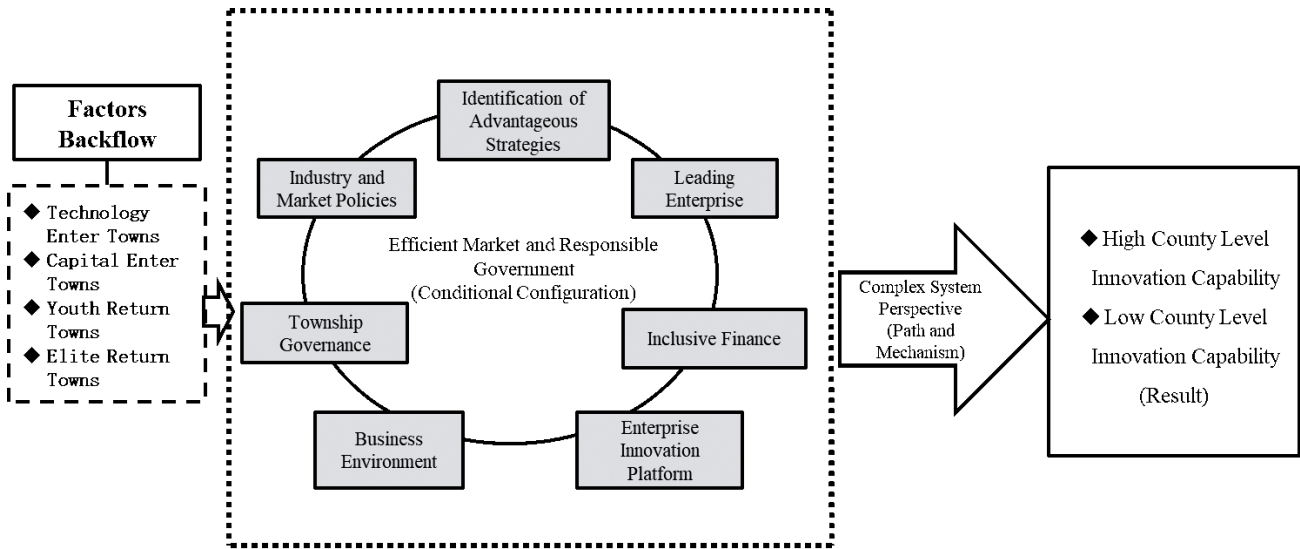 Factors
Backflow
◆ Technology
Enter Towns
◆ Capital Enter
Towns
◆ Youth Return
Towns
◆ Elite Return
Towns
Identification of
Advantageous
Strategies
Industry and
Market Policies
Leading
Enterprise
Efficient Market and Responsible
Government
(Conditional Configuration)
Township
Governance
Inclusive Finance
Business
Environment
Enterprise
Innovation
Platform
Complex System
Perspective
(Path and
Mechanism)
◆ High County Level
Innovation Capability
◆ Low County Level
Innovation Capability
(Result)